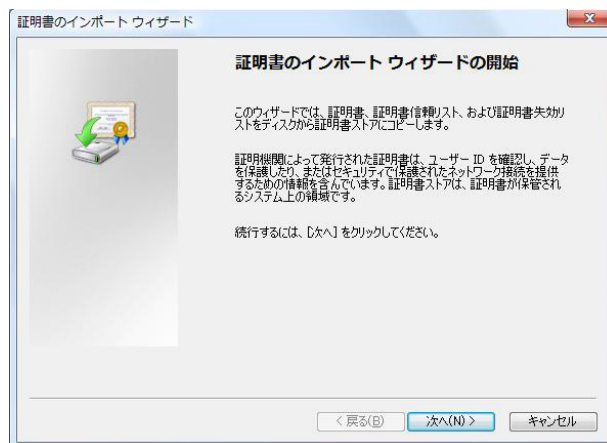 証明書のインポート ウィザード
証明書のインポート ウィザードの開始
このウィザードでは、証明書、証明書信頼リスト、および証明書失効リ
ストをディスクから証明書ストアにコピーします。
証明機関によって発行された証明書は、ユーザー ID を確認し、データ
を保護したり、またはセキュリティで保護されたネットワーク接続を提供
するための情報を含んでいます。証明書ストアは、証明書が保管され
るシステム上の領域です。
続行するには、[次へ] をクリックしてください。
< 戻る(B) 次へ(N) > キャンセル